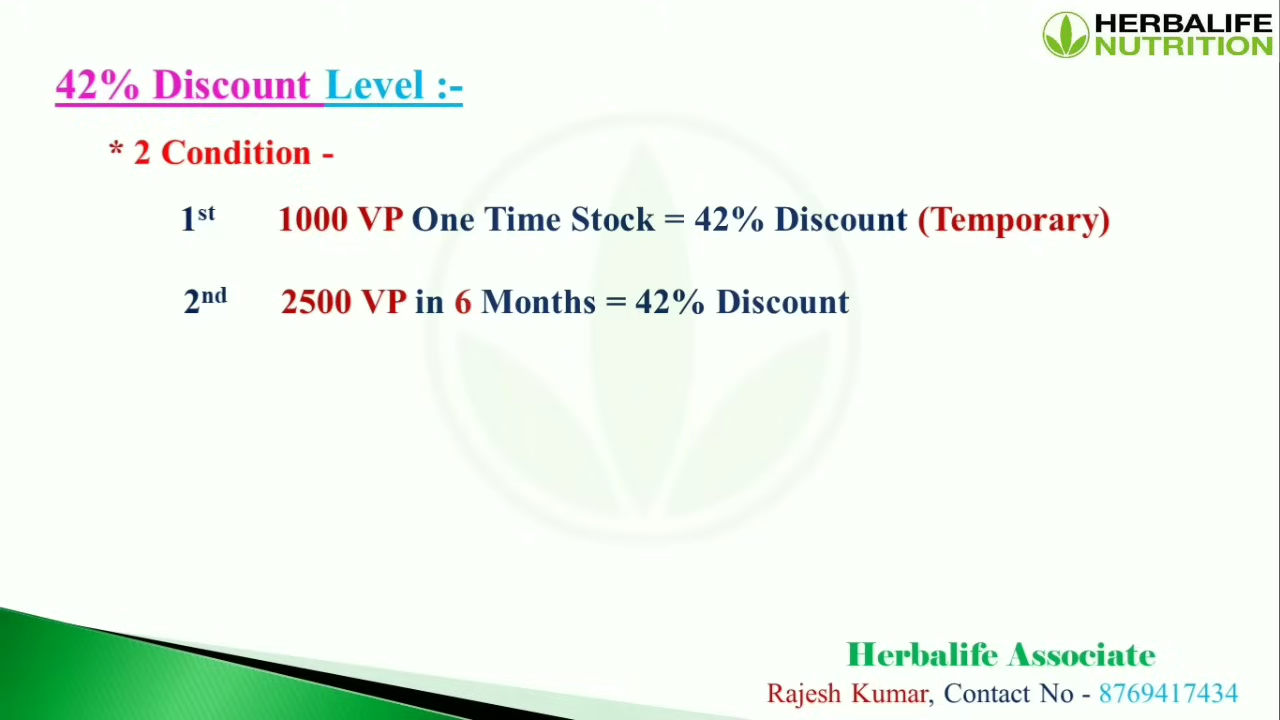 HERBALIFE
NUTRITION
42% Discount Level :-
* 2 Condition -
1st 1000 VP One Time Stock = 42% Discount (Temporary)
2nd 2500 VP in 6 Months = 42% Discount
Herbalife Associate
Rajesh Kumar, Contact No - 8769417434